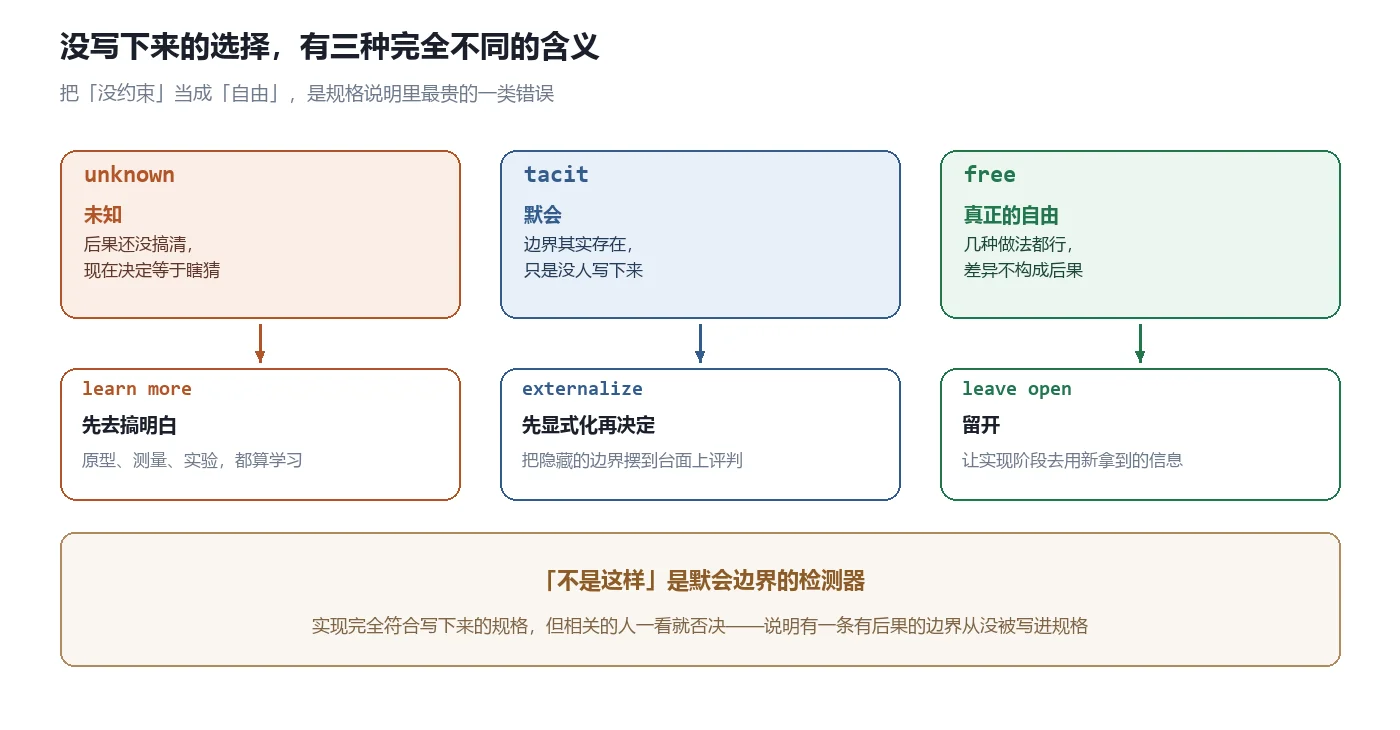 没写下来的选择，有三种完全不同的含义
把「没约束」当成「自由」，是规格说明里最贵的一类错误
unknown
未知
后果还没搞清，
现在决定等于瞎猜
tacit
默会
边界其实存在，
只是没人写下来
free
真正的自由
几种做法都行，
差异不构成后果
learn more
先去搞明白
原型、测量、实验，都算学习
externalize
先显式化再决定
把隐藏的边界摆到台面上评判
leave open
留开
让实现阶段去用新拿到的信息
「不是这样」是默会边界的检测器
实现完全符合写下来的规格，但相关的人一看就否决——说明有一条有后果的边界从没被写进规格